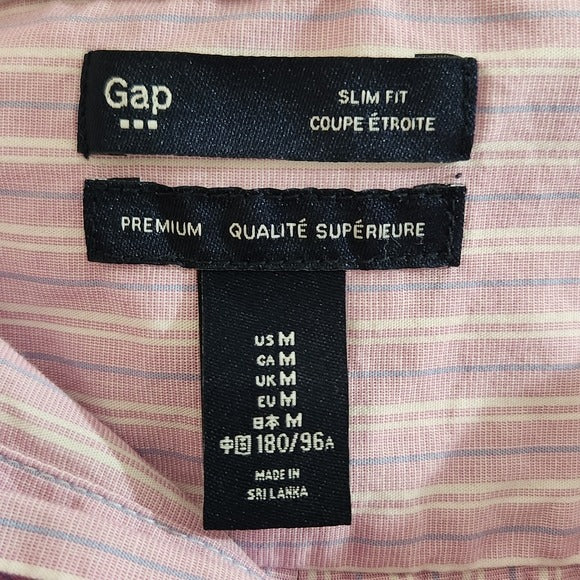 Gap
SLIM FIT
COUPE ÉTROITE
PREMIUM QUALITÉ SUPÉRIEURE
US M
CA M
UK M
EU M
日本 M
中国 180/96A
MADE IN
SRI LANKA